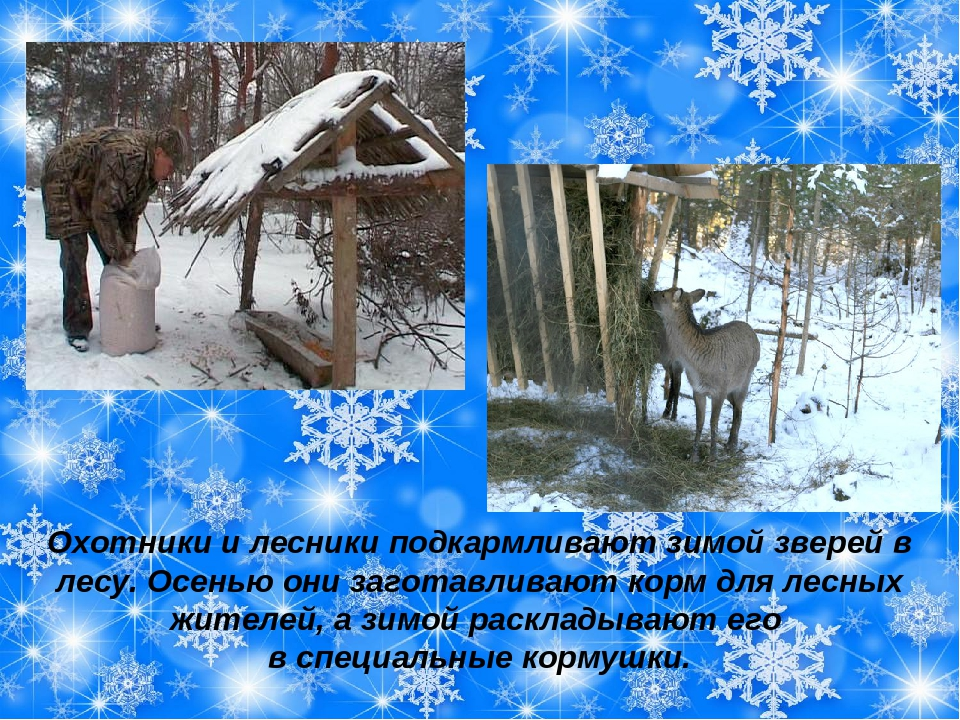 Охотники и лесники подкармливают зимой зверей в
лесу. Осенью они заготавливают корм для лесных
жителей, а зимой раскладывают его
в специальные кормушки.